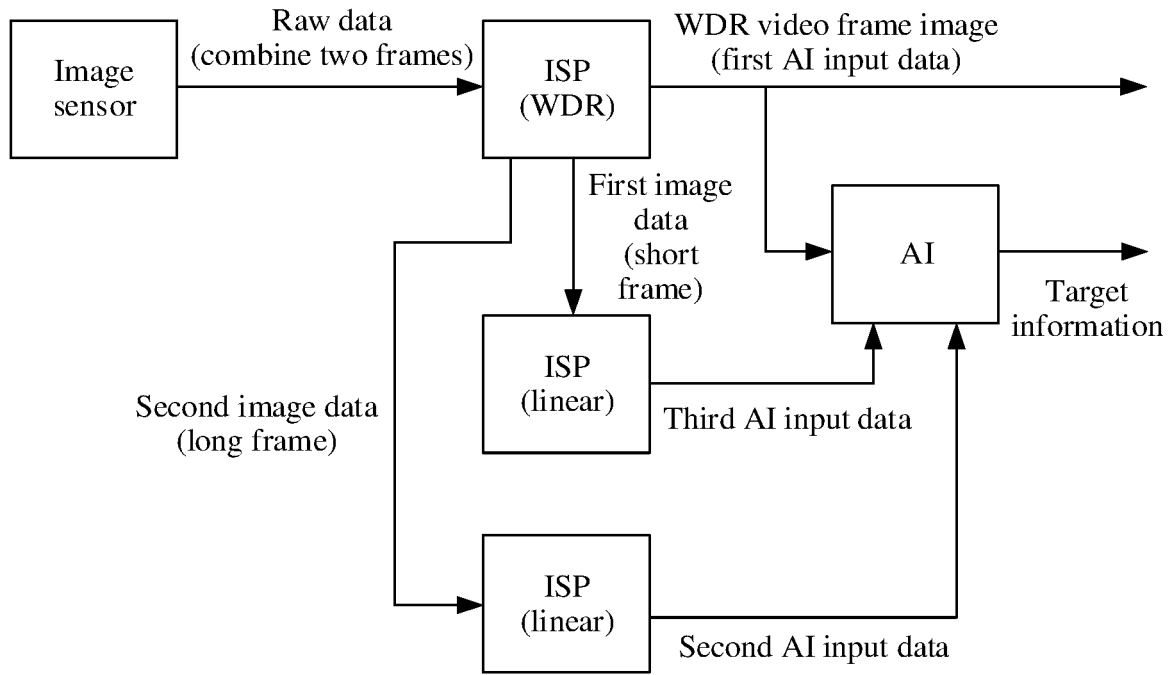 Image
sensor
Raw data
(combine two frames)
ISP
(WDR)
WDR video frame image
(first AI input data)
First image
data
(short
frame)
AI
Target
information
ISP
(linear)
Third AI input data
Second image data
(long frame)
ISP
(linear)
Second AI input data